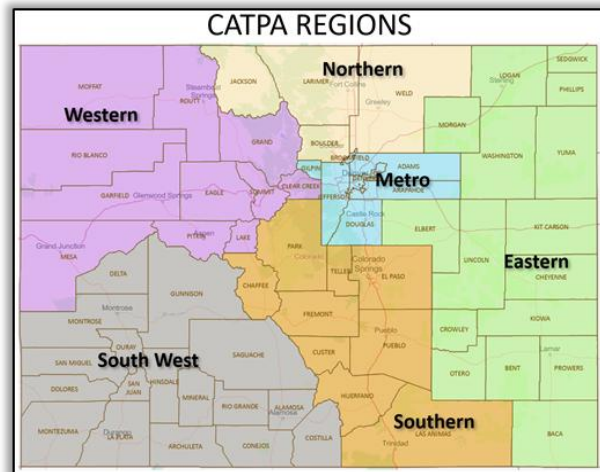 CATPA REGIONS
Northern
Western
Metro
Eastern
South West
Southern
MOFFAT
Steamboat
Springs
ROUTT
JACKSON
LARIMER
Fort Collins
WELD
Greeley
LOGAN
Sterling
SEDGWICK
PHILLIPS
MORGAN
RIO BLANCO
GRAND
BOULDER
BROOMFIELD
GILPIN
ADAMS
WASHINGTON
YUMA
GARFIELD
Glenwood Springs
EAGLE
SUMMIT
CLEAR CREEK
JEFFERSON
ARAPAHOE
Castle Rock
DOUGLAS
ELBERT
KIT CARSON
Grand Junction
MESA
Aspen
PITKIN
LAKE
PARK
Colorado
Colorado
Springs
TELLER
EL PASO
LINCOLN
CHEYENNE
DELTA
GUNNISON
CHAFFEE
FREMONT
Montrose
MONTROSE
Pueblo
PUEBLO
CROWLEY
KIOWA
OURAY
SAN MIGUEL
SAGUACHE
CUSTER
Lamar
OTERO
BENT
PROWERS
DOLORES
SAN
JUAN
HINSDALE
MINERAL
RIO GRANDE
ALAMOSA
Alamosa
HUERFANO
MONTEZUMA
Durango
LA PLATA
ARCHULETA
CONEJOS
COSTILLA
LAS ANIMAS
Trinidad
BACA